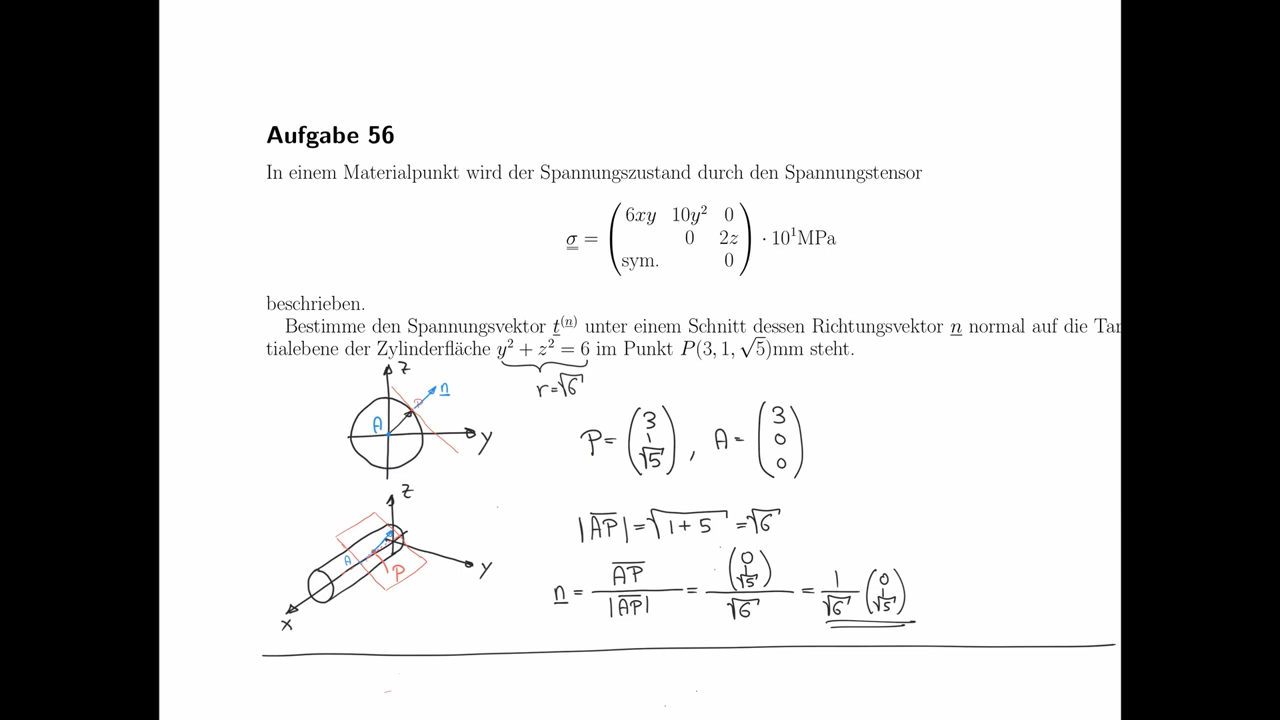 Aufgabe 56
In einem Materialpunkt wird der Spannungszustand durch den Spannungstensor
σ = ( 6xy 10y² 0
0 2z
sym. 0 ) · 10¹MPa
beschrieben.
Bestimme den Spannungsvektor t⁽ⁿ⁾ unter einem Schnitt dessen Richtungsvektor n normal auf die Tan
tialebene der Zylinderfläche y² + z² = 6 im Punkt P(3, 1, √5)mm steht.
r=√6
z
n
P
A
y
P = (3 1 √5), A = (3 0 0)
z
|AP| = √(1+5) = √6
A
P
y
x
n = AP / |AP| = (0 1 √5) / √6 = 1/√6 (0 1 √5)